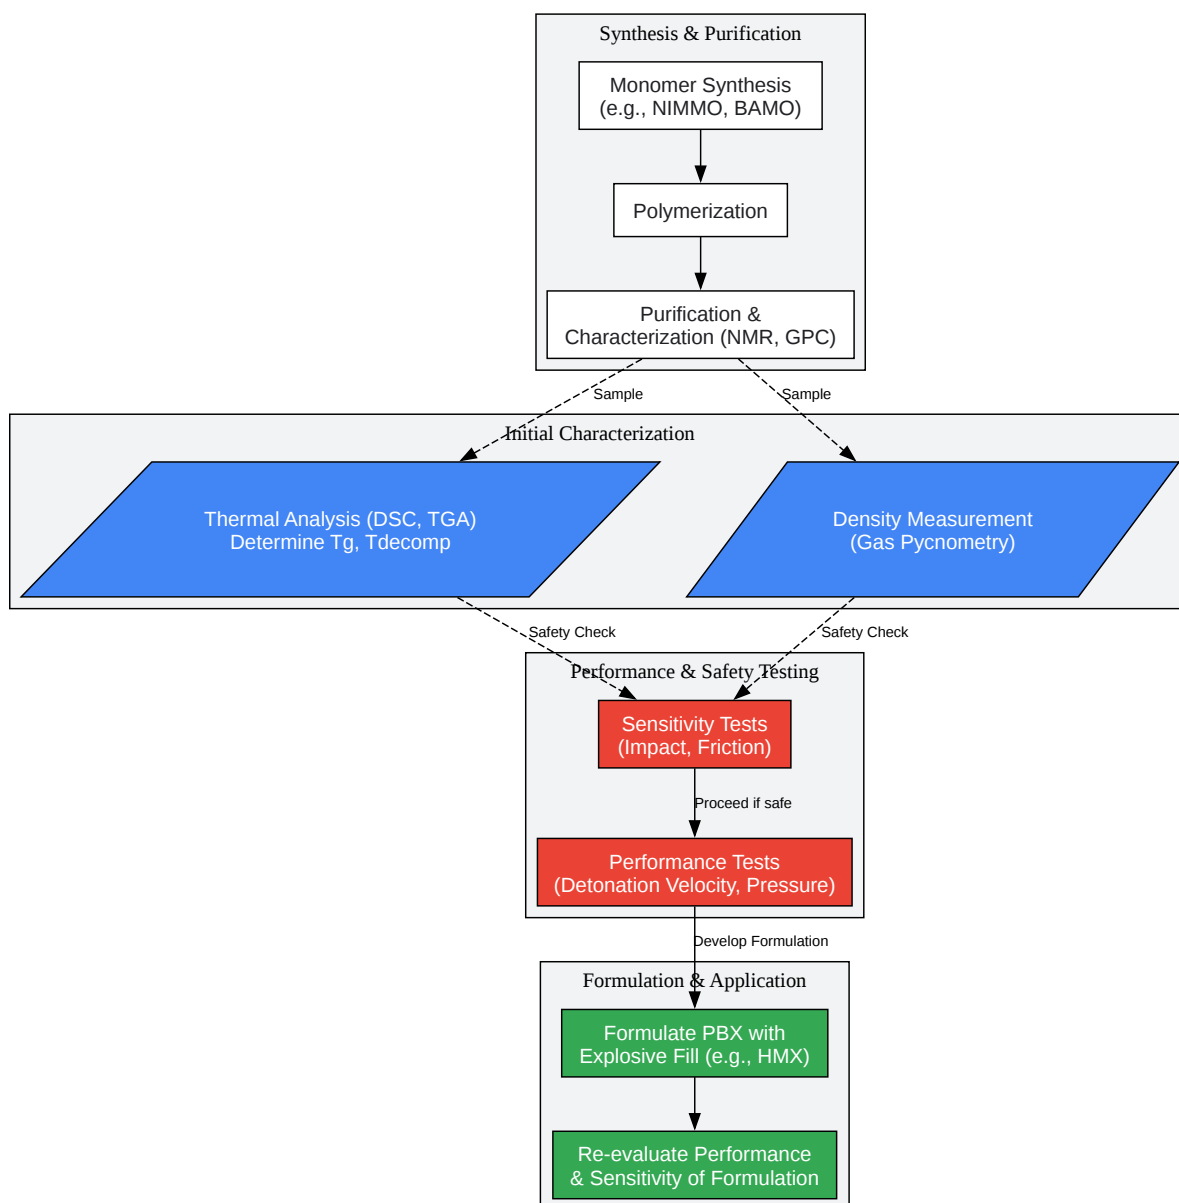 Synthesis & Purification
Monomer Synthesis
(e.g., NIMMO, BAMO)
Polymerization
Purification &
Characterization (NMR, GPC)
Sample
Sample
Initial Characterization
Thermal Analysis (DSC, TGA)
Determine Tg, Tdecomp
Density Measurement
(Gas Pycnometry)
Safety Check
Safety Check
Performance & Safety Testing
Sensitivity Tests
(Impact, Friction)
Proceed if safe
Performance Tests
(Detonation Velocity, Pressure)
Develop Formulation
Formulation & Application
Formulate PBX with
Explosive Fill (e.g., HMX)
Re-evaluate Performance
& Sensitivity of Formulation